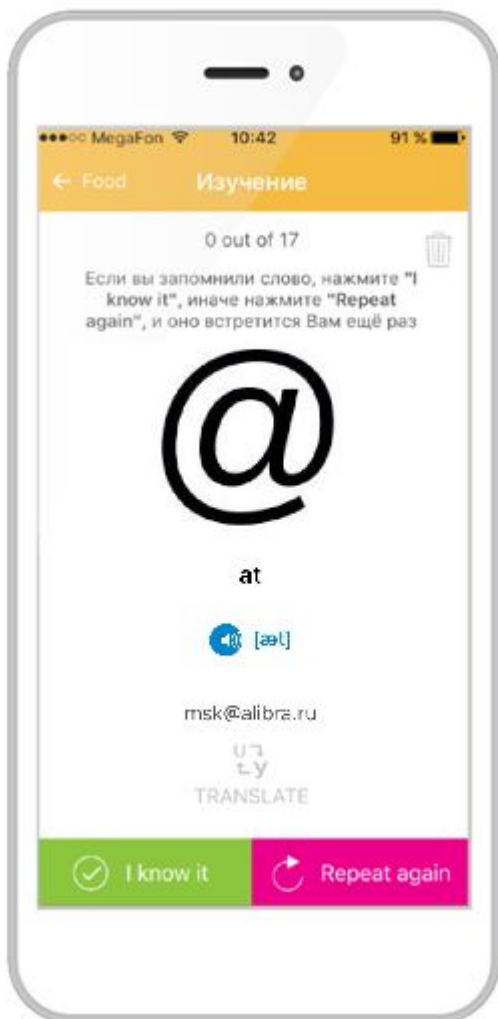 MegaFon 10:42 91 %
← Food Изучение
0 out of 17
Если вы запомнили слово, нажмите "I
know it", иначе нажмите "Repeat
again", и оно встретится Вам ещё раз
@
at
[æt]
msk@alibra.ru
TRANSLATE
I know it Repeat again